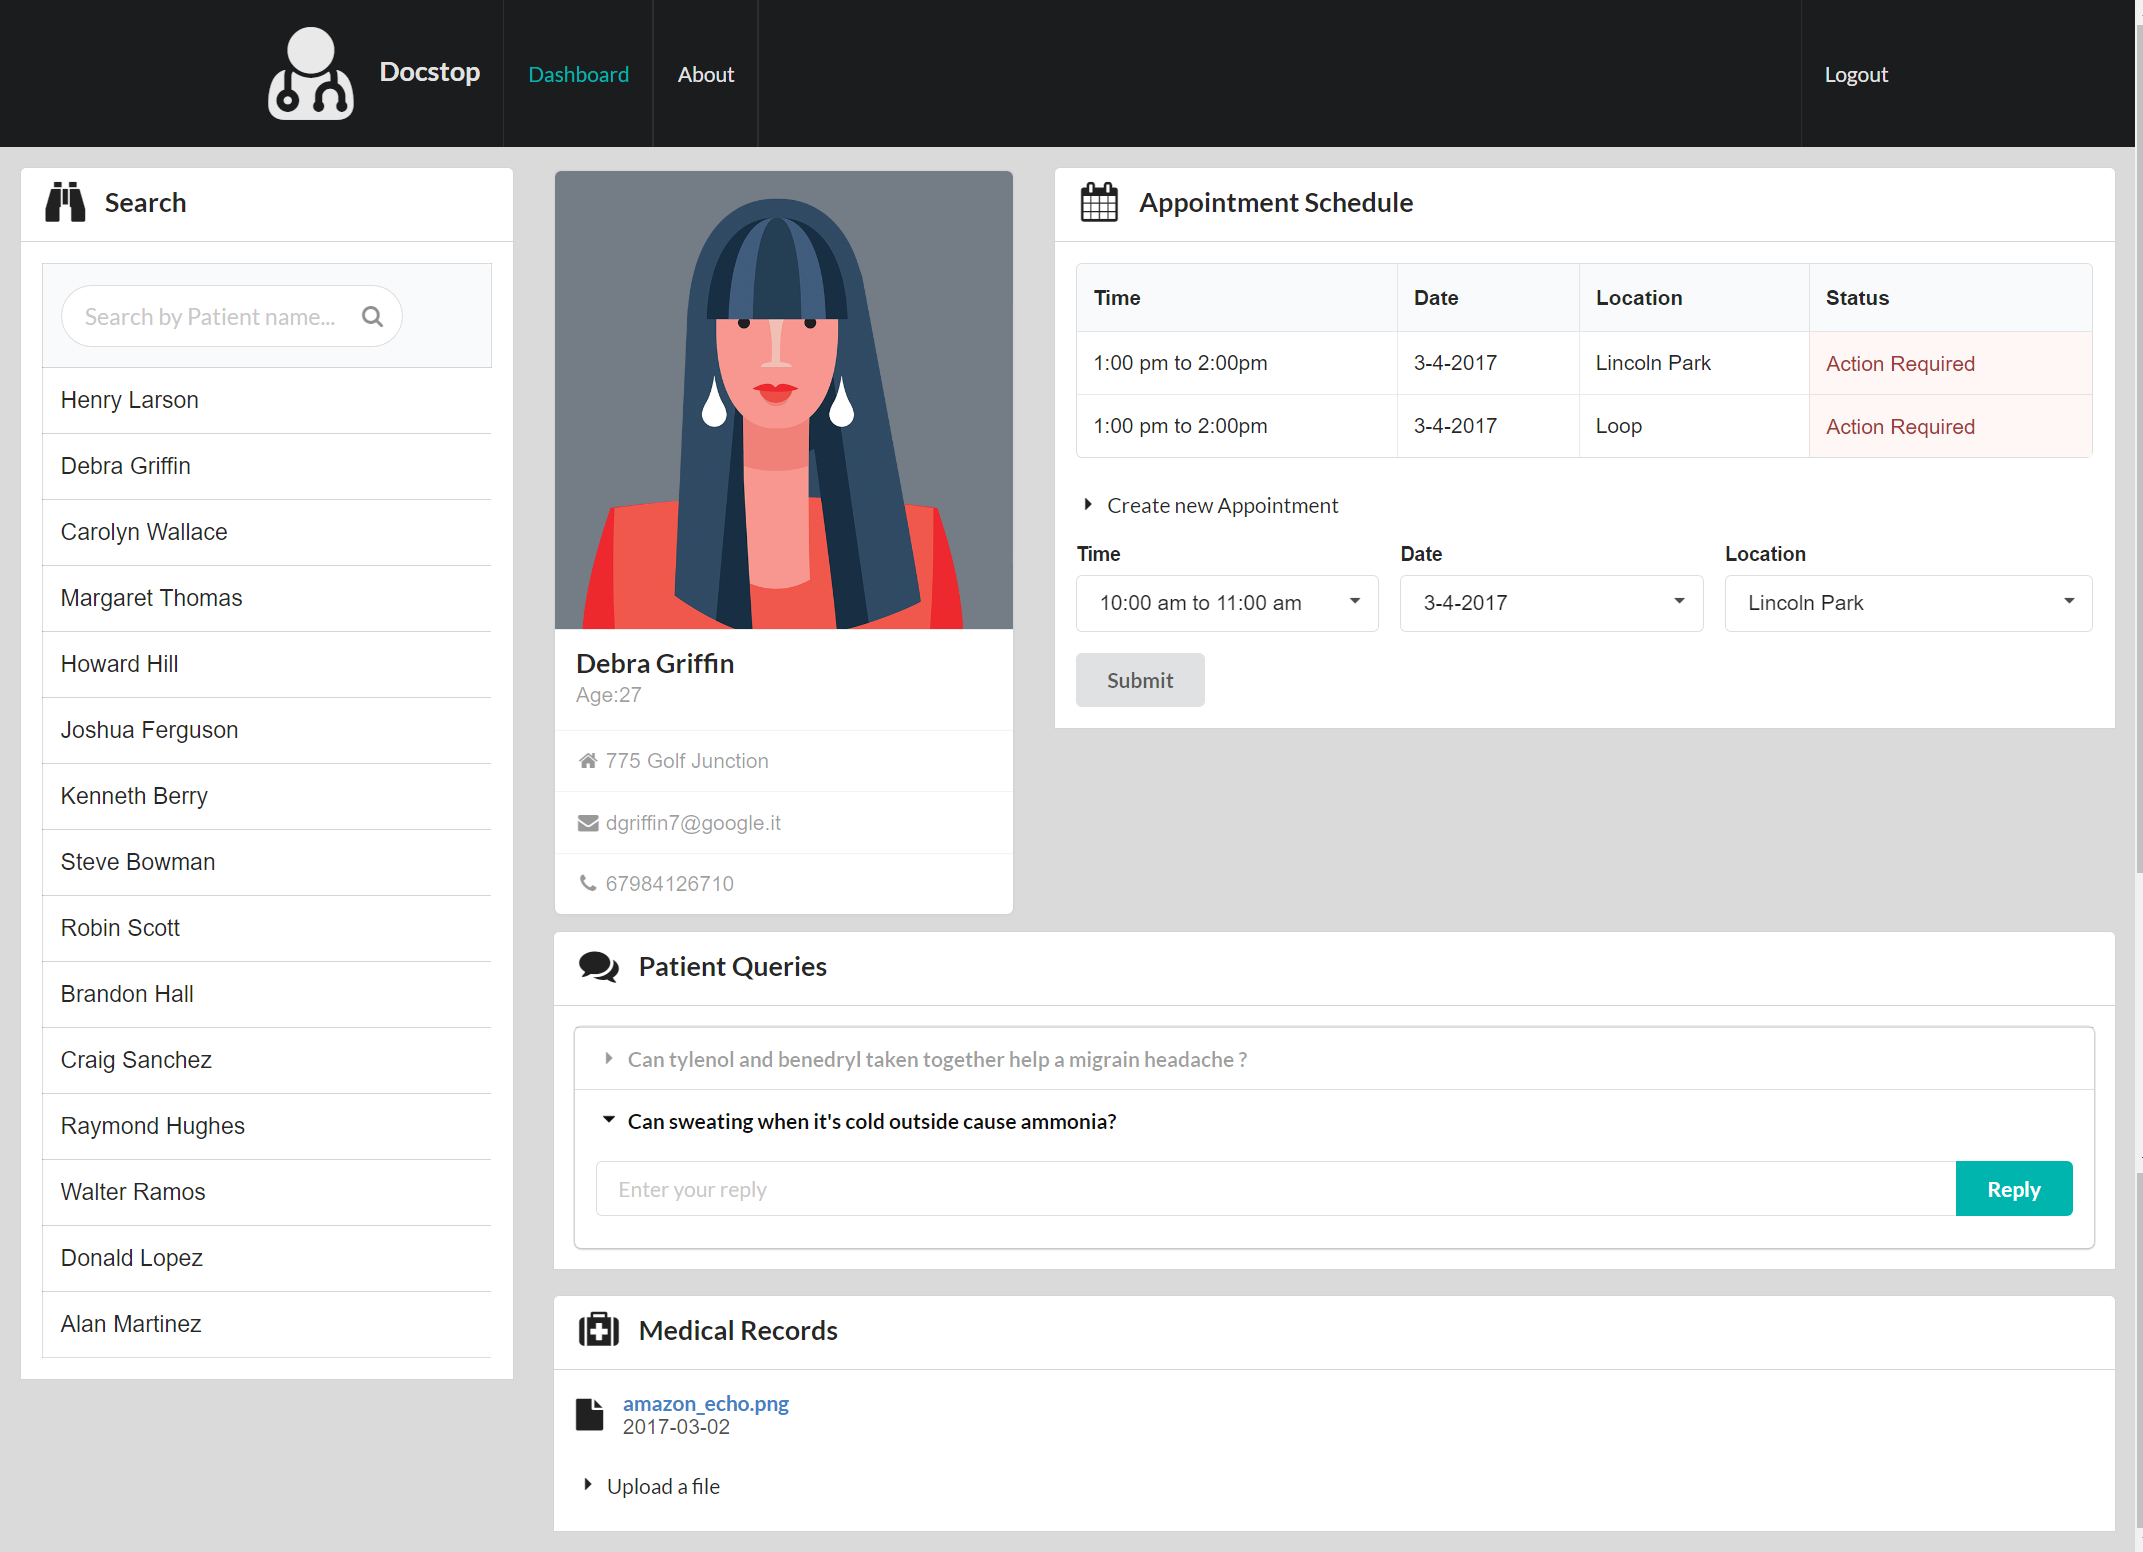 Docstop
Dashboard
About
Logout
Search
Search by Patient name...
Henry Larson
Debra Griffin
Carolyn Wallace
Margaret Thomas
Howard Hill
Joshua Ferguson
Kenneth Berry
Steve Bowman
Robin Scott
Brandon Hall
Craig Sanchez
Raymond Hughes
Walter Ramos
Donald Lopez
Alan Martinez
Debra Griffin
Age:27
775 Golf Junction
dgriffin7@google.it
67984126710
Appointment Schedule
Time Date Location Status
1:00 pm to 2:00pm 3-4-2017 Lincoln Park Action Required
1:00 pm to 2:00pm 3-4-2017 Loop Action Required
Create new Appointment
Time Date Location
10:00 am to 11:00 am 3-4-2017 Lincoln Park
Submit
Patient Queries
Can tylenol and benedryl taken together help a migrain headache ?
Can sweating when it's cold outside cause ammonia?
Enter your reply Reply
Medical Records
amazon_echo.png
2017-03-02
Upload a file